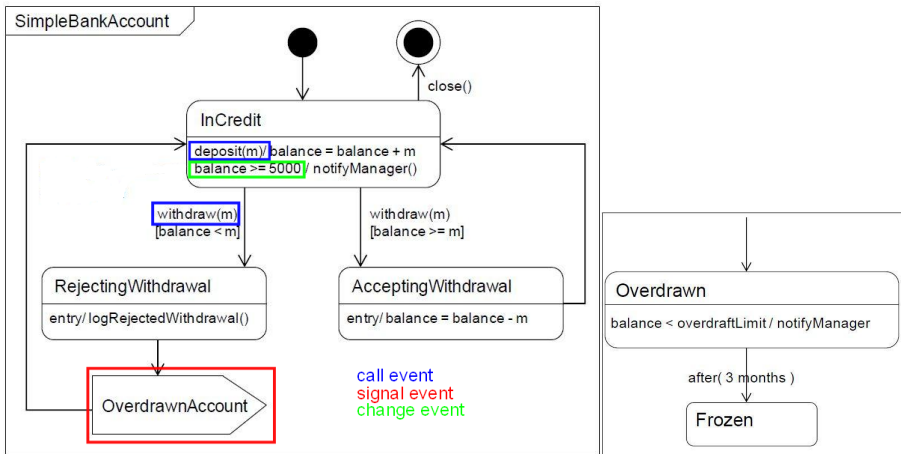 SimpleBankAccount
close()
InCredit
deposit(m)/ balance = balance + m
balance >= 5000 / notifyManager()
withdraw(m)
[balance < m]
withdraw(m)
[balance >= m]
RejectingWithdrawal
entry/ logRejectedWithdrawal()
AcceptingWithdrawal
entry/ balance = balance - m
OverdrawnAccount
call event
signal event
change event
Overdrawn
balance < overdraftLimit / notifyManager
after( 3 months )
Frozen